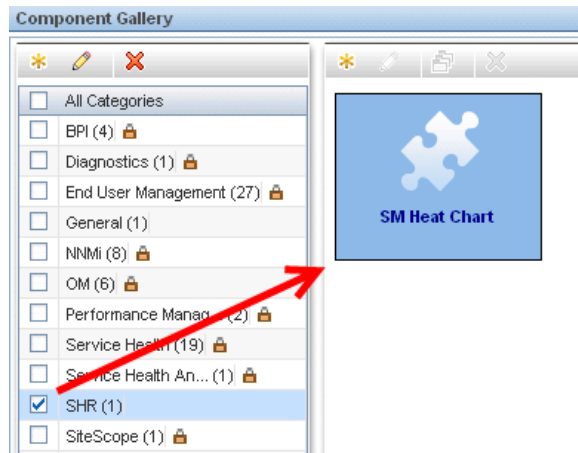 Component Gallery
All Categories
BPI (4)
Diagnostics (1)
End User Management (27)
General (1)
NNMi (8)
OM (6)
Performance Manag... (2)
Service Health (19)
Service Health An... (1)
SHR (1)
SiteScope (1)
SM Heat Chart